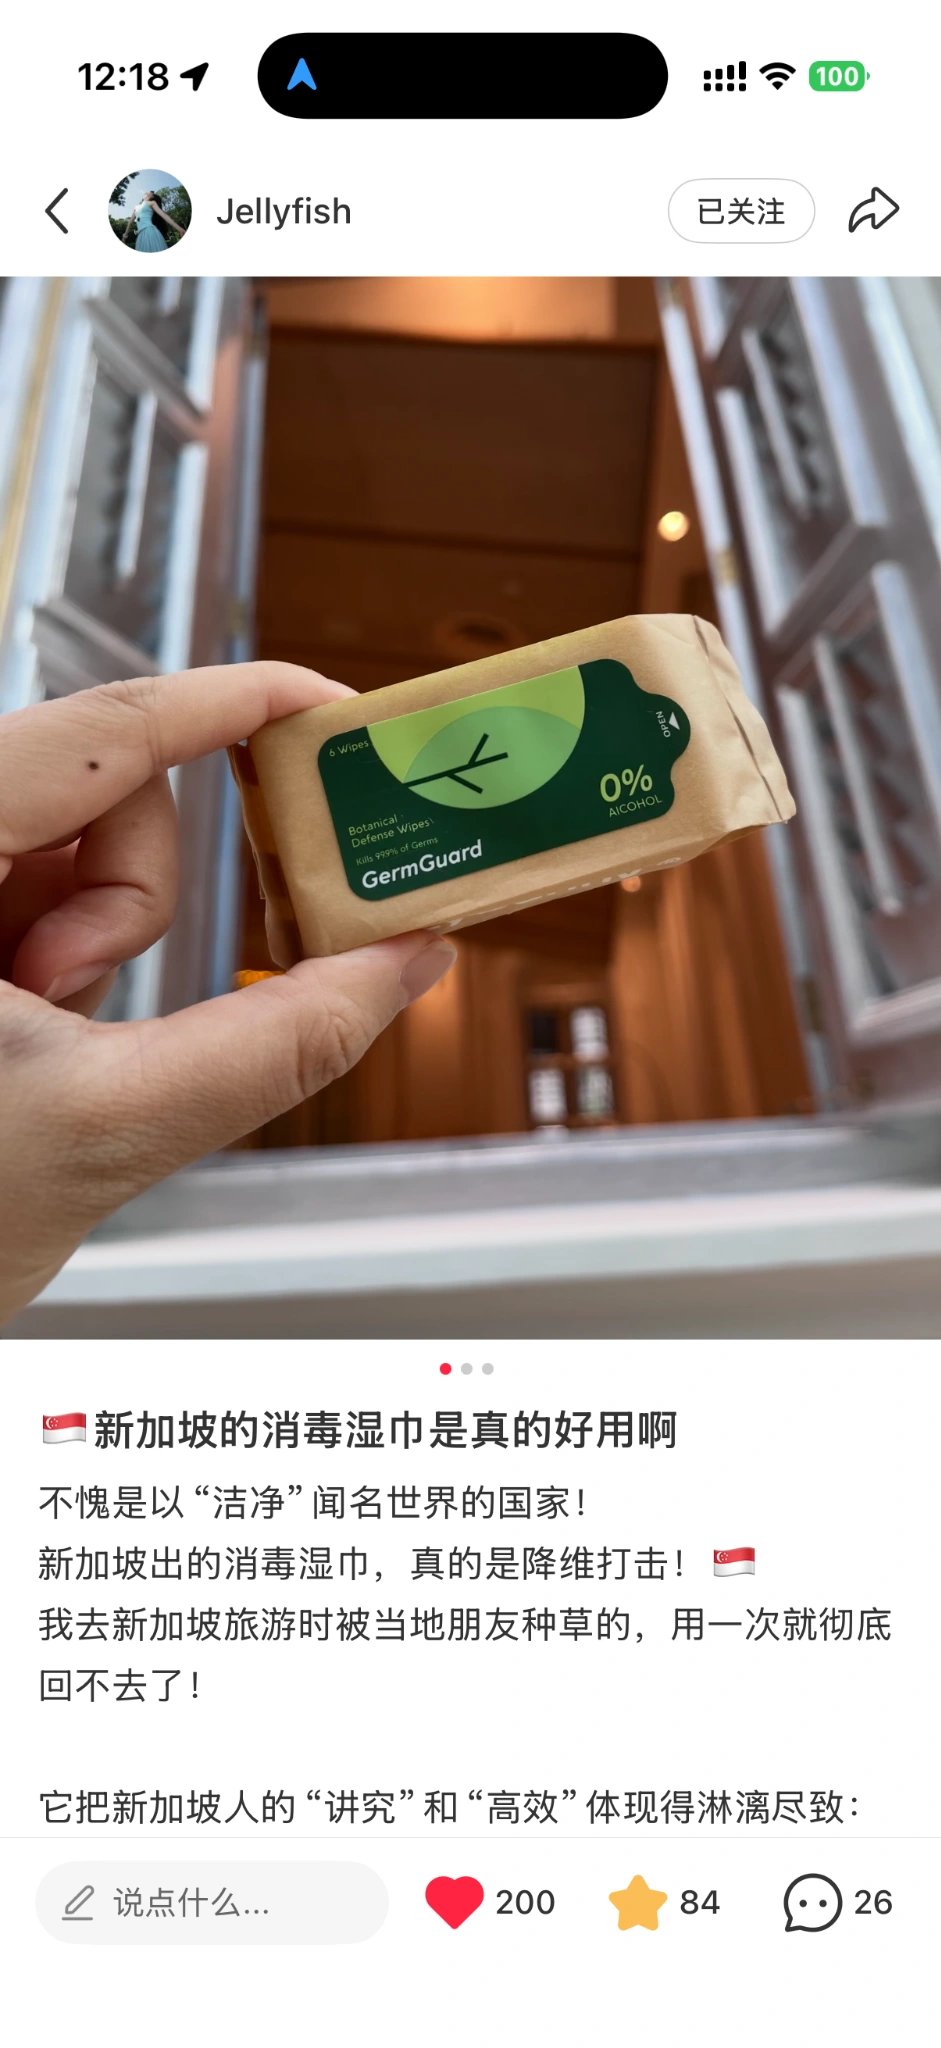 12:18
100
Jellyfish
已关注
6 Wipes
OPEN
0%
AlCOHOL
Botanical
Defense Wipes
Kills 999% of Germs
GermGuard
🇸🇬新加坡的消毒湿巾是真的好用啊
不愧是以“洁净”闻名世界的国家！
新加坡出的消毒湿巾，真的是降维打击！🇸🇬
我去新加坡旅游时被当地朋友种草的，用一次就彻底
回不去了！
它把新加坡人的“讲究”和“高效”体现得淋漓尽致：
说点什么...
200
84
26